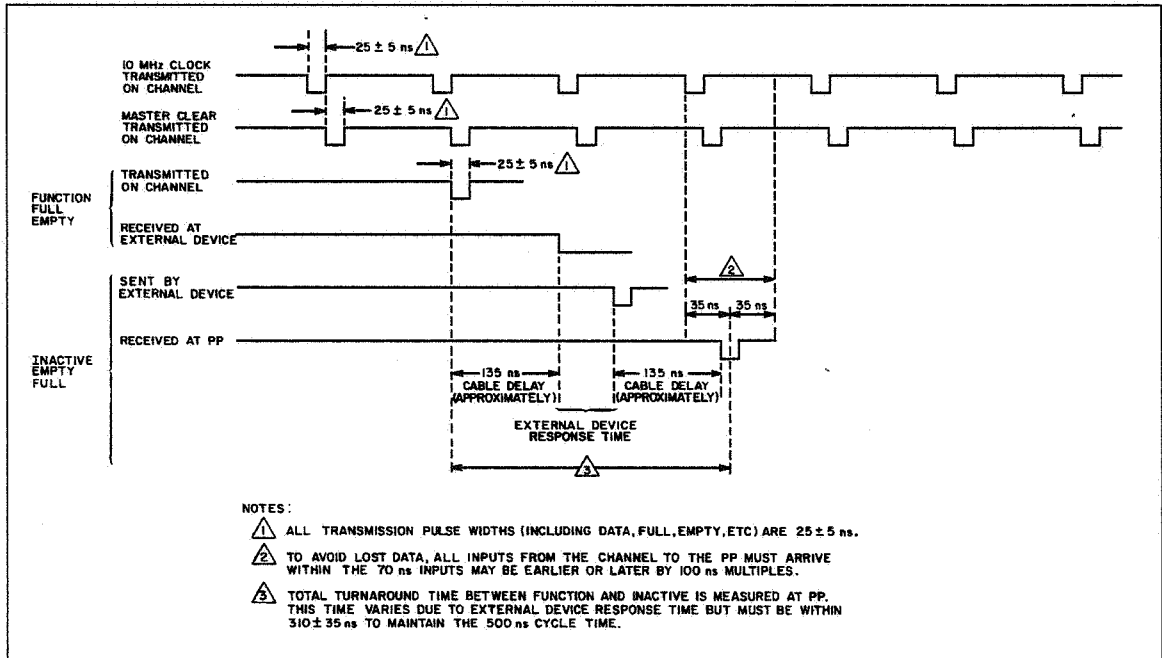 25 ± 5 ns 1
10 MHz CLOCK
TRANSMITTED
ON CHANNEL
25 ± 5 ns 1
MASTER CLEAR
TRANSMITTED
ON CHANNEL
25 ± 5 ns 1
TRANSMITTED
ON CHANNEL
FUNCTION
FULL
EMPTY
RECEIVED AT
EXTERNAL DEVICE
SENT BY
EXTERNAL DEVICE
2
35 ns 35 ns
RECEIVED AT PP
INACTIVE
EMPTY
FULL
135 ns
CABLE DELAY
(APPROXIMATELY)
135 ns
CABLE DELAY
(APPROXIMATELY)
EXTERNAL DEVICE
RESPONSE TIME
3
NOTES:
1 ALL TRANSMISSION PULSE WIDTHS (INCLUDING DATA, FULL, EMPTY, ETC) ARE 25 ± 5 ns.
2 TO AVOID LOST DATA, ALL INPUTS FROM THE CHANNEL TO THE PP MUST ARRIVE
WITHIN THE 70 ns INPUTS MAY BE EARLIER OR LATER BY 100 ns MULTIPLES.
3 TOTAL TURNAROUND TIME BETWEEN FUNCTION AND INACTIVE IS MEASURED AT PP.
THIS TIME VARIES DUE TO EXTERNAL DEVICE RESPONSE TIME BUT MUST BE WITHIN
310 ± 35 ns TO MAINTAIN THE 500 ns CYCLE TIME.